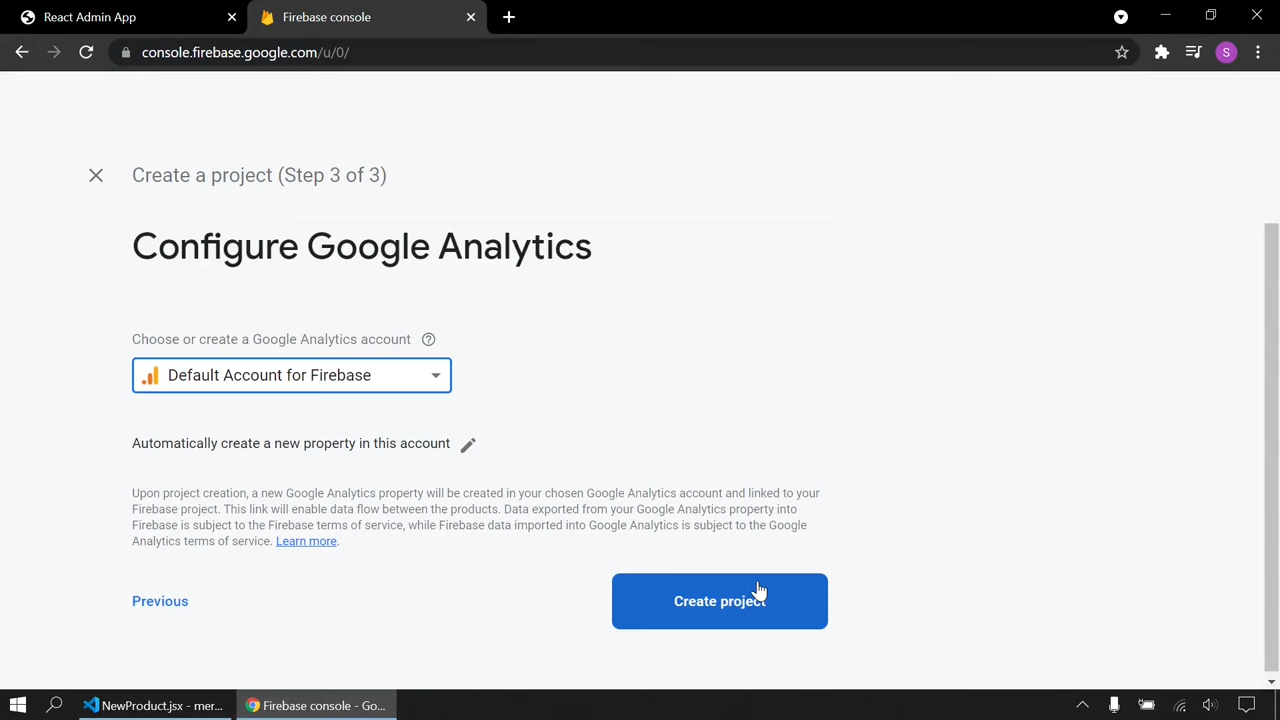 React Admin App
Firebase console
console.firebase.google.com/u/0/
S
Create a project (Step 3 of 3)
Configure Google Analytics
Choose or create a Google Analytics account
Default Account for Firebase
Automatically create a new property in this account
Upon project creation, a new Google Analytics property will be created in your chosen Google Analytics account and linked to your
Firebase project. This link will enable data flow between the products. Data exported from your Google Analytics property into
Firebase is subject to the Firebase terms of service, while Firebase data imported into Google Analytics is subject to the Google
Analytics terms of service. Learn more.
Previous
Create project
NewProduct.jsx - mer...
Firebase console - Go...